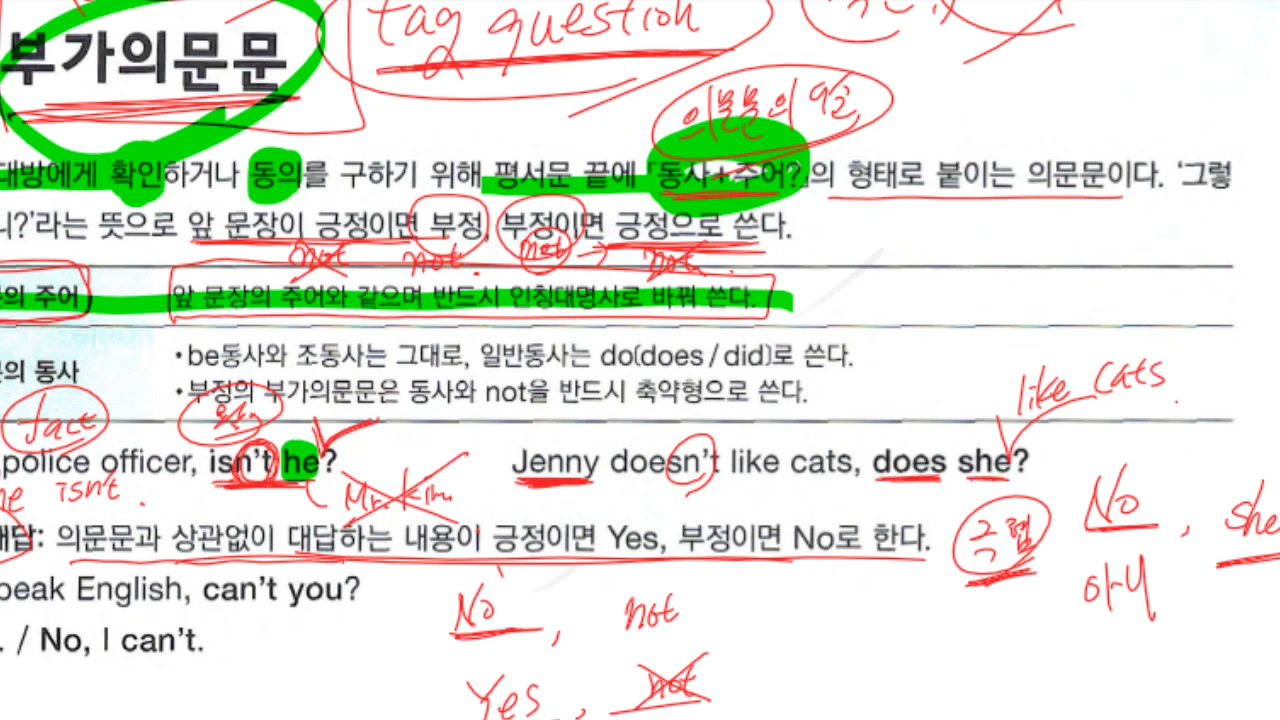 tag question
부가의문문
의문문의
대방에게 확인하거나 동의를 구하기 위해 평서문 끝에 「동사+주어?」의 형태로 붙이는 의문문이다. ‘그렇
니?’라는 뜻으로 앞 문장이 긍정이면 부정, 부정이면 긍정으로 쓴다.
not not. not → not.
의 주어 앞 문장의 주어와 같으며 반드시 인칭대명사로 바꿔 쓴다.
의 동사 •be동사와 조동사는 그대로, 일반동사는 do(does / did)로 쓴다.
•부정의 부가의문문은 동사와 not을 반드시 축약형으로 쓴다.
like cats.
fact
police officer, isn't he? Jenny doesn't like cats, does she?
he isn't. Mr. Kim
No, she
대답: 의문문과 상관없이 대답하는 내용이 긍정이면 Yes, 부정이면 No로 한다. 그럼
아니
peak English, can't you?
No, not
. / No, I can't.
Yes, not